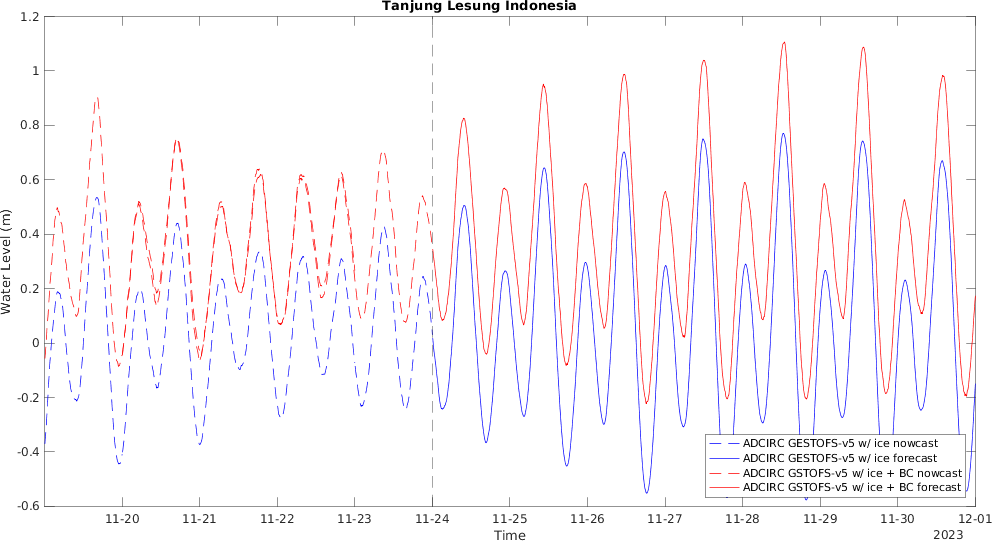 Tanjung Lesung Indonesia
1.2
1
0.8
0.6
0.4
0.2
0
-0.2
-0.4
-0.6
Water Level (m)
ADCIRC GESTOFS-v5 w/ ice nowcast
ADCIRC GESTOFS-v5 w/ ice forecast
ADCIRC GSTOFS-v5 w/ ice + BC nowcast
ADCIRC GSTOFS-v5 w/ ice + BC forecast
11-20 11-21 11-22 11-23 11-24 11-25 11-26 11-27 11-28 11-29 11-30 12-01
Time
2023